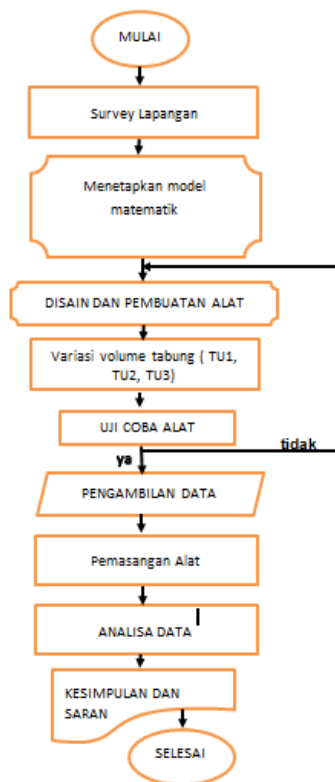 MULAI
Survey Lapangan
Menetapkan model
matematik
DISAIN DAN PEMBUATAN ALAT
Variasi volume tabung ( TU1,
TU2, TU3)
UJI COBA ALAT
tidak
ya
PENGAMBILAN DATA
Pemasangan Alat
ANALISA DATA
KESIMPULAN DAN
SARAN
SELESAI